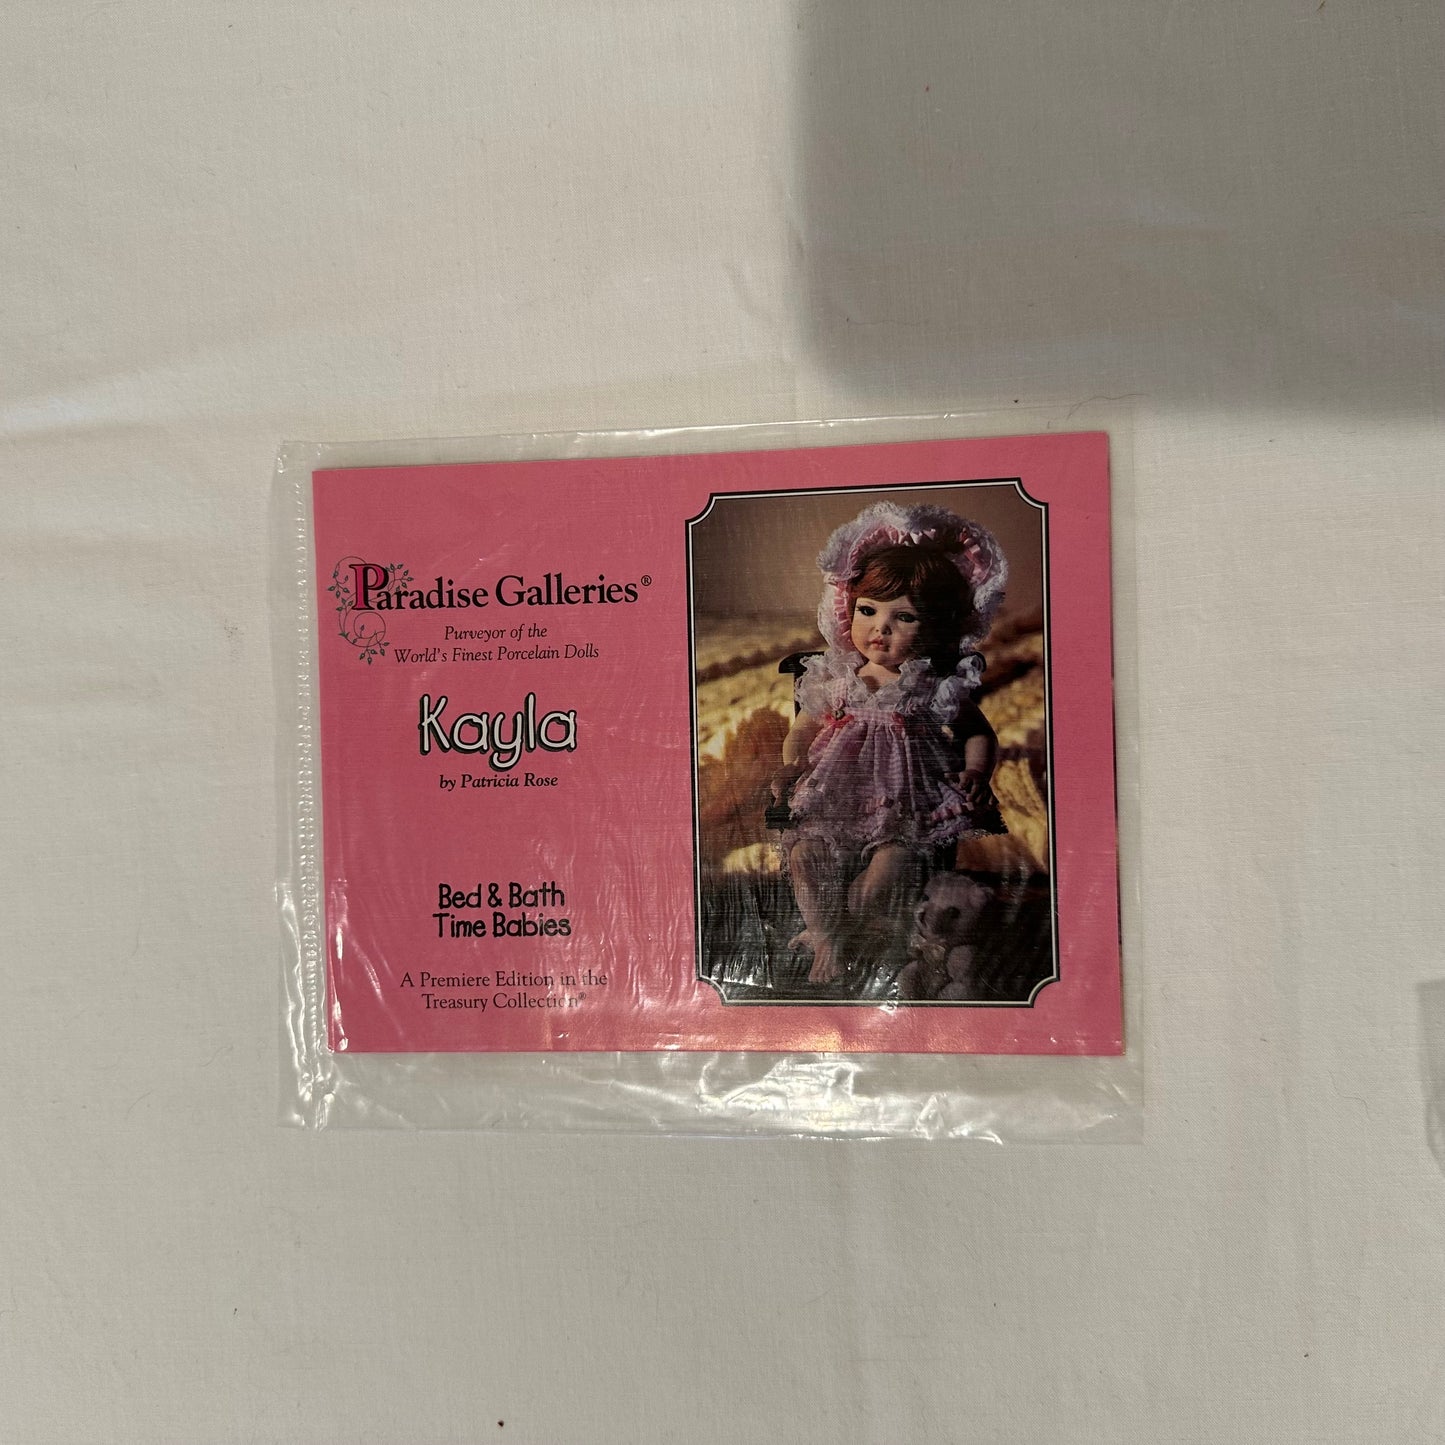 Paradise Galleries®
Purveyor of the
World's Finest Porcelain Dolls
Kayla
by Patricia Rose
Bed & Bath
Time Babies
A Premiere Edition in the
Treasury Collection®